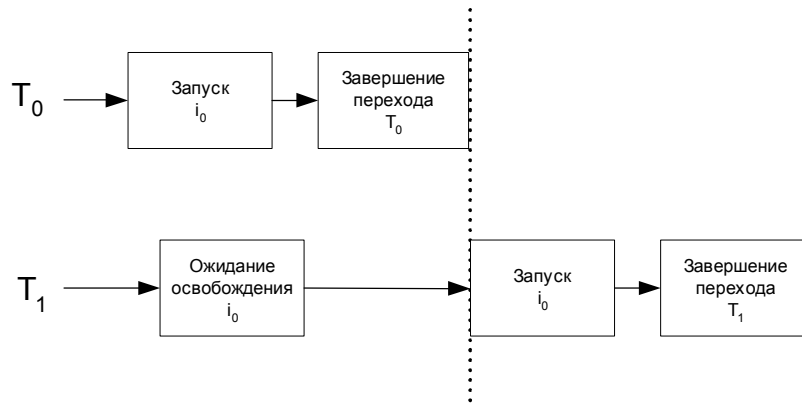 T₀
Запуск
i₀
Завершение
перехода
T₀
T₁
Ожидание
освобождения
i₀
Запуск
i₀
Завершение
перехода
T₁